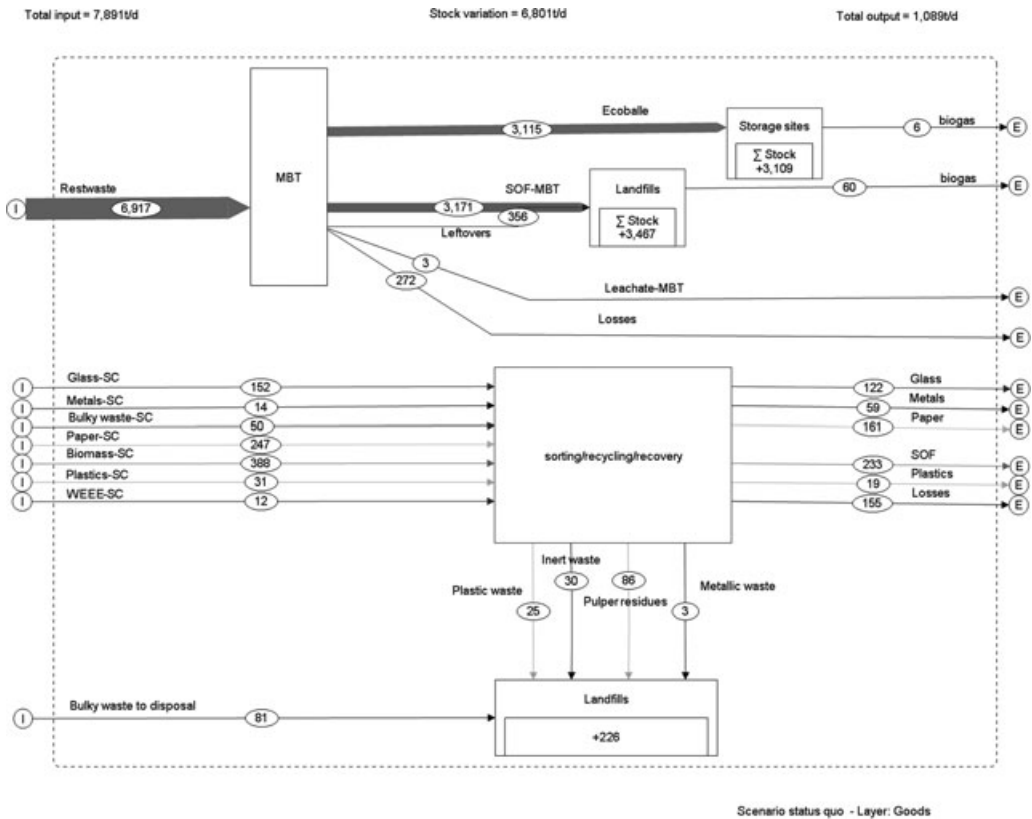 Total input = 7,891t/d
Stock variation = 6,801t/d
Total output = 1,089t/d
Ecoballe
3,115
Storage sites
∑ Stock
+3,109
6
biogas
E
MBT
Restwaste
I
6,917
SOF-MBT
3,171
356
Leftovers
Landfills
∑ Stock
+3,467
60
biogas
E
3
272
Leachate-MBT
E
Losses
E
I
Glass-SC
152
I
Metals-SC
14
I
Bulky waste-SC
50
I
Paper-SC
247
I
Biomass-SC
388
I
Plastics-SC
31
I
WEEE-SC
12
sorting/recycling/recovery
122
Glass
E
59
Metals
E
161
Paper
E
233
SOF
E
19
Plastics
E
155
Losses
E
Plastic waste
25
Inert waste
30
86
Pulper residues
Metallic waste
3
I
Bulky waste to disposal
81
Landfills
+226
Scenario status quo - Layer: Goods